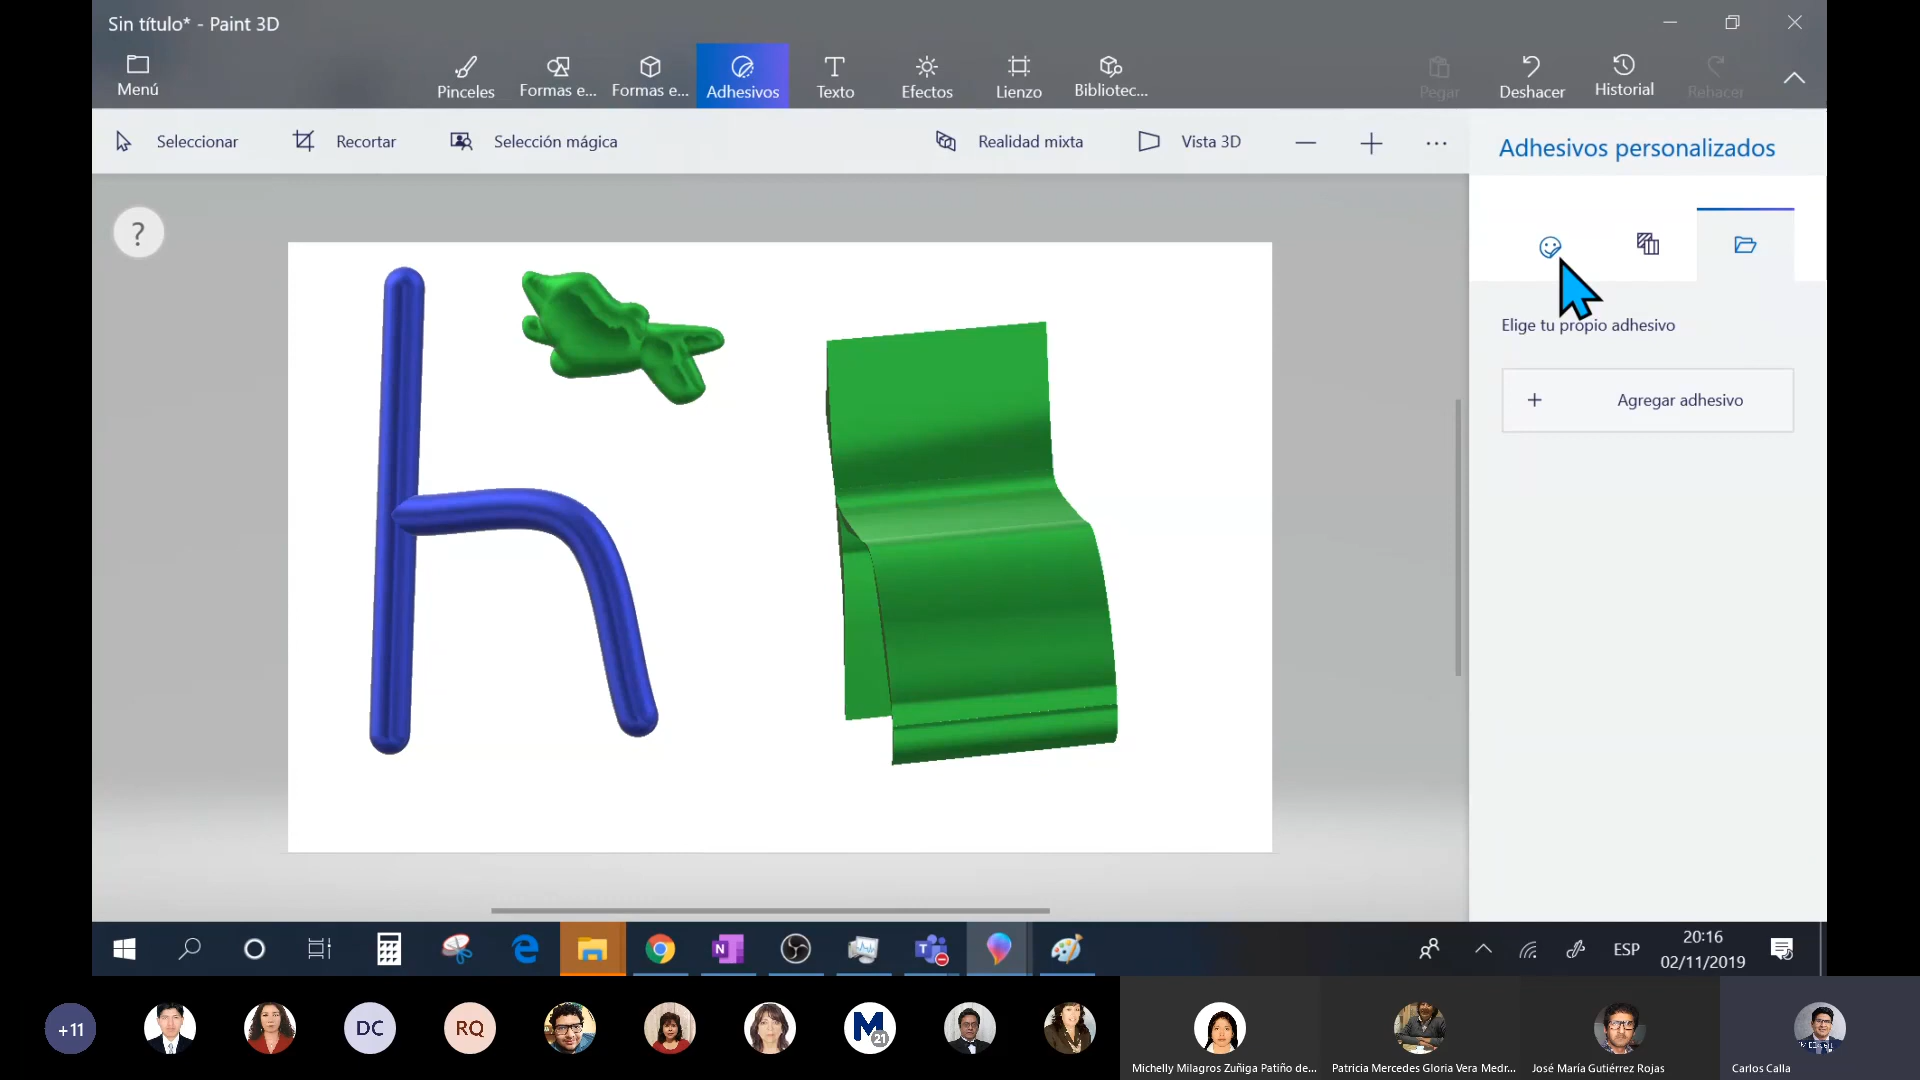 Sin título* - Paint 3D
Menú
Pinceles
Formas e...
Formas e...
Adhesivos
Texto
Efectos
Lienzo
Bibliotec...
Pegar
Deshacer
Historial
Rehacer
Seleccionar
Recortar
Selección mágica
Realidad mixta
Vista 3D
Adhesivos personalizados
?
Elige tu propio adhesivo
+ Agregar adhesivo
ESP
20:16
02/11/2019
+11
DC
RQ
M
21
Michelly Milagros Zuñiga Patiño de...
Patricia Mercedes Gloria Vera Medr...
José María Gutiérrez Rojas
Carlos Calla